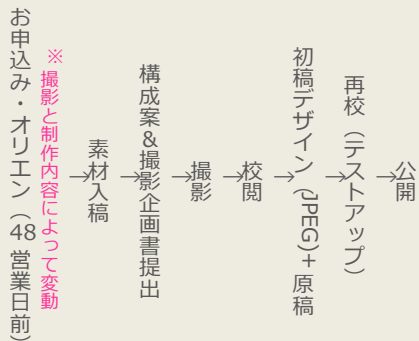 お申込み・オリエン（48営業日前）
※撮影と制作内容によって変動
→
素材入稿
→
構成案&撮影企画書提出
→
撮影
→
校閲
→
初稿デザイン（JPEG)＋原稿
→
再校（テストアップ）
→
公開